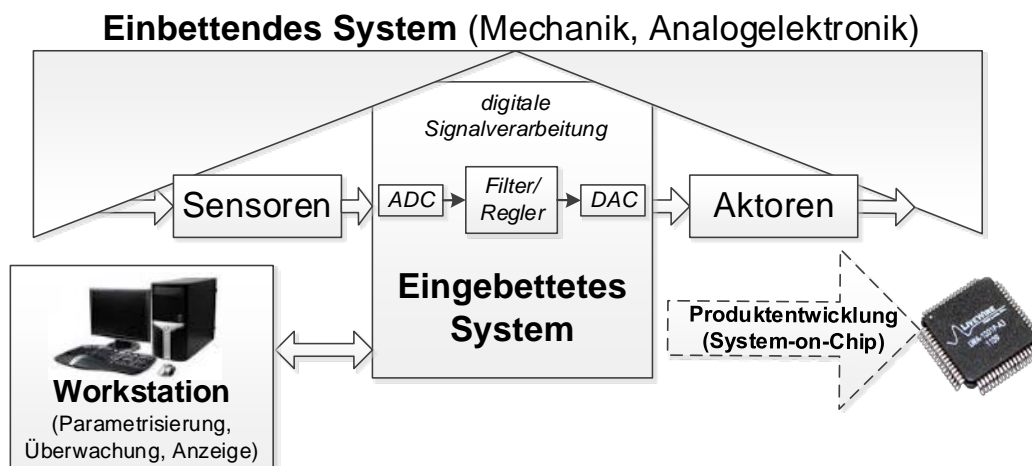 Einbettendes System (Mechanik, Analogelektronik)
digitale
Signalverarbeitung
Sensoren
ADC
Filter/
Regler
DAC
Aktoren
Eingebettetes
System
Produktentwicklung
(System-on-Chip)
LIVEWIRE
Workstation
(Parametrisierung,
Überwachung, Anzeige)